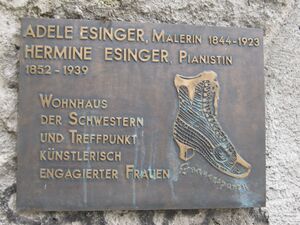 ADELE ESINGER, MALERIN 1844-1923
HERMINE ESINGER, PIANISTIN
1852-1939
WOHNHAUS
DER SCHWESTERN
UND TREFFPUNKT
KÜNSTLERISCH
ENGAGIERTER FRAUEN